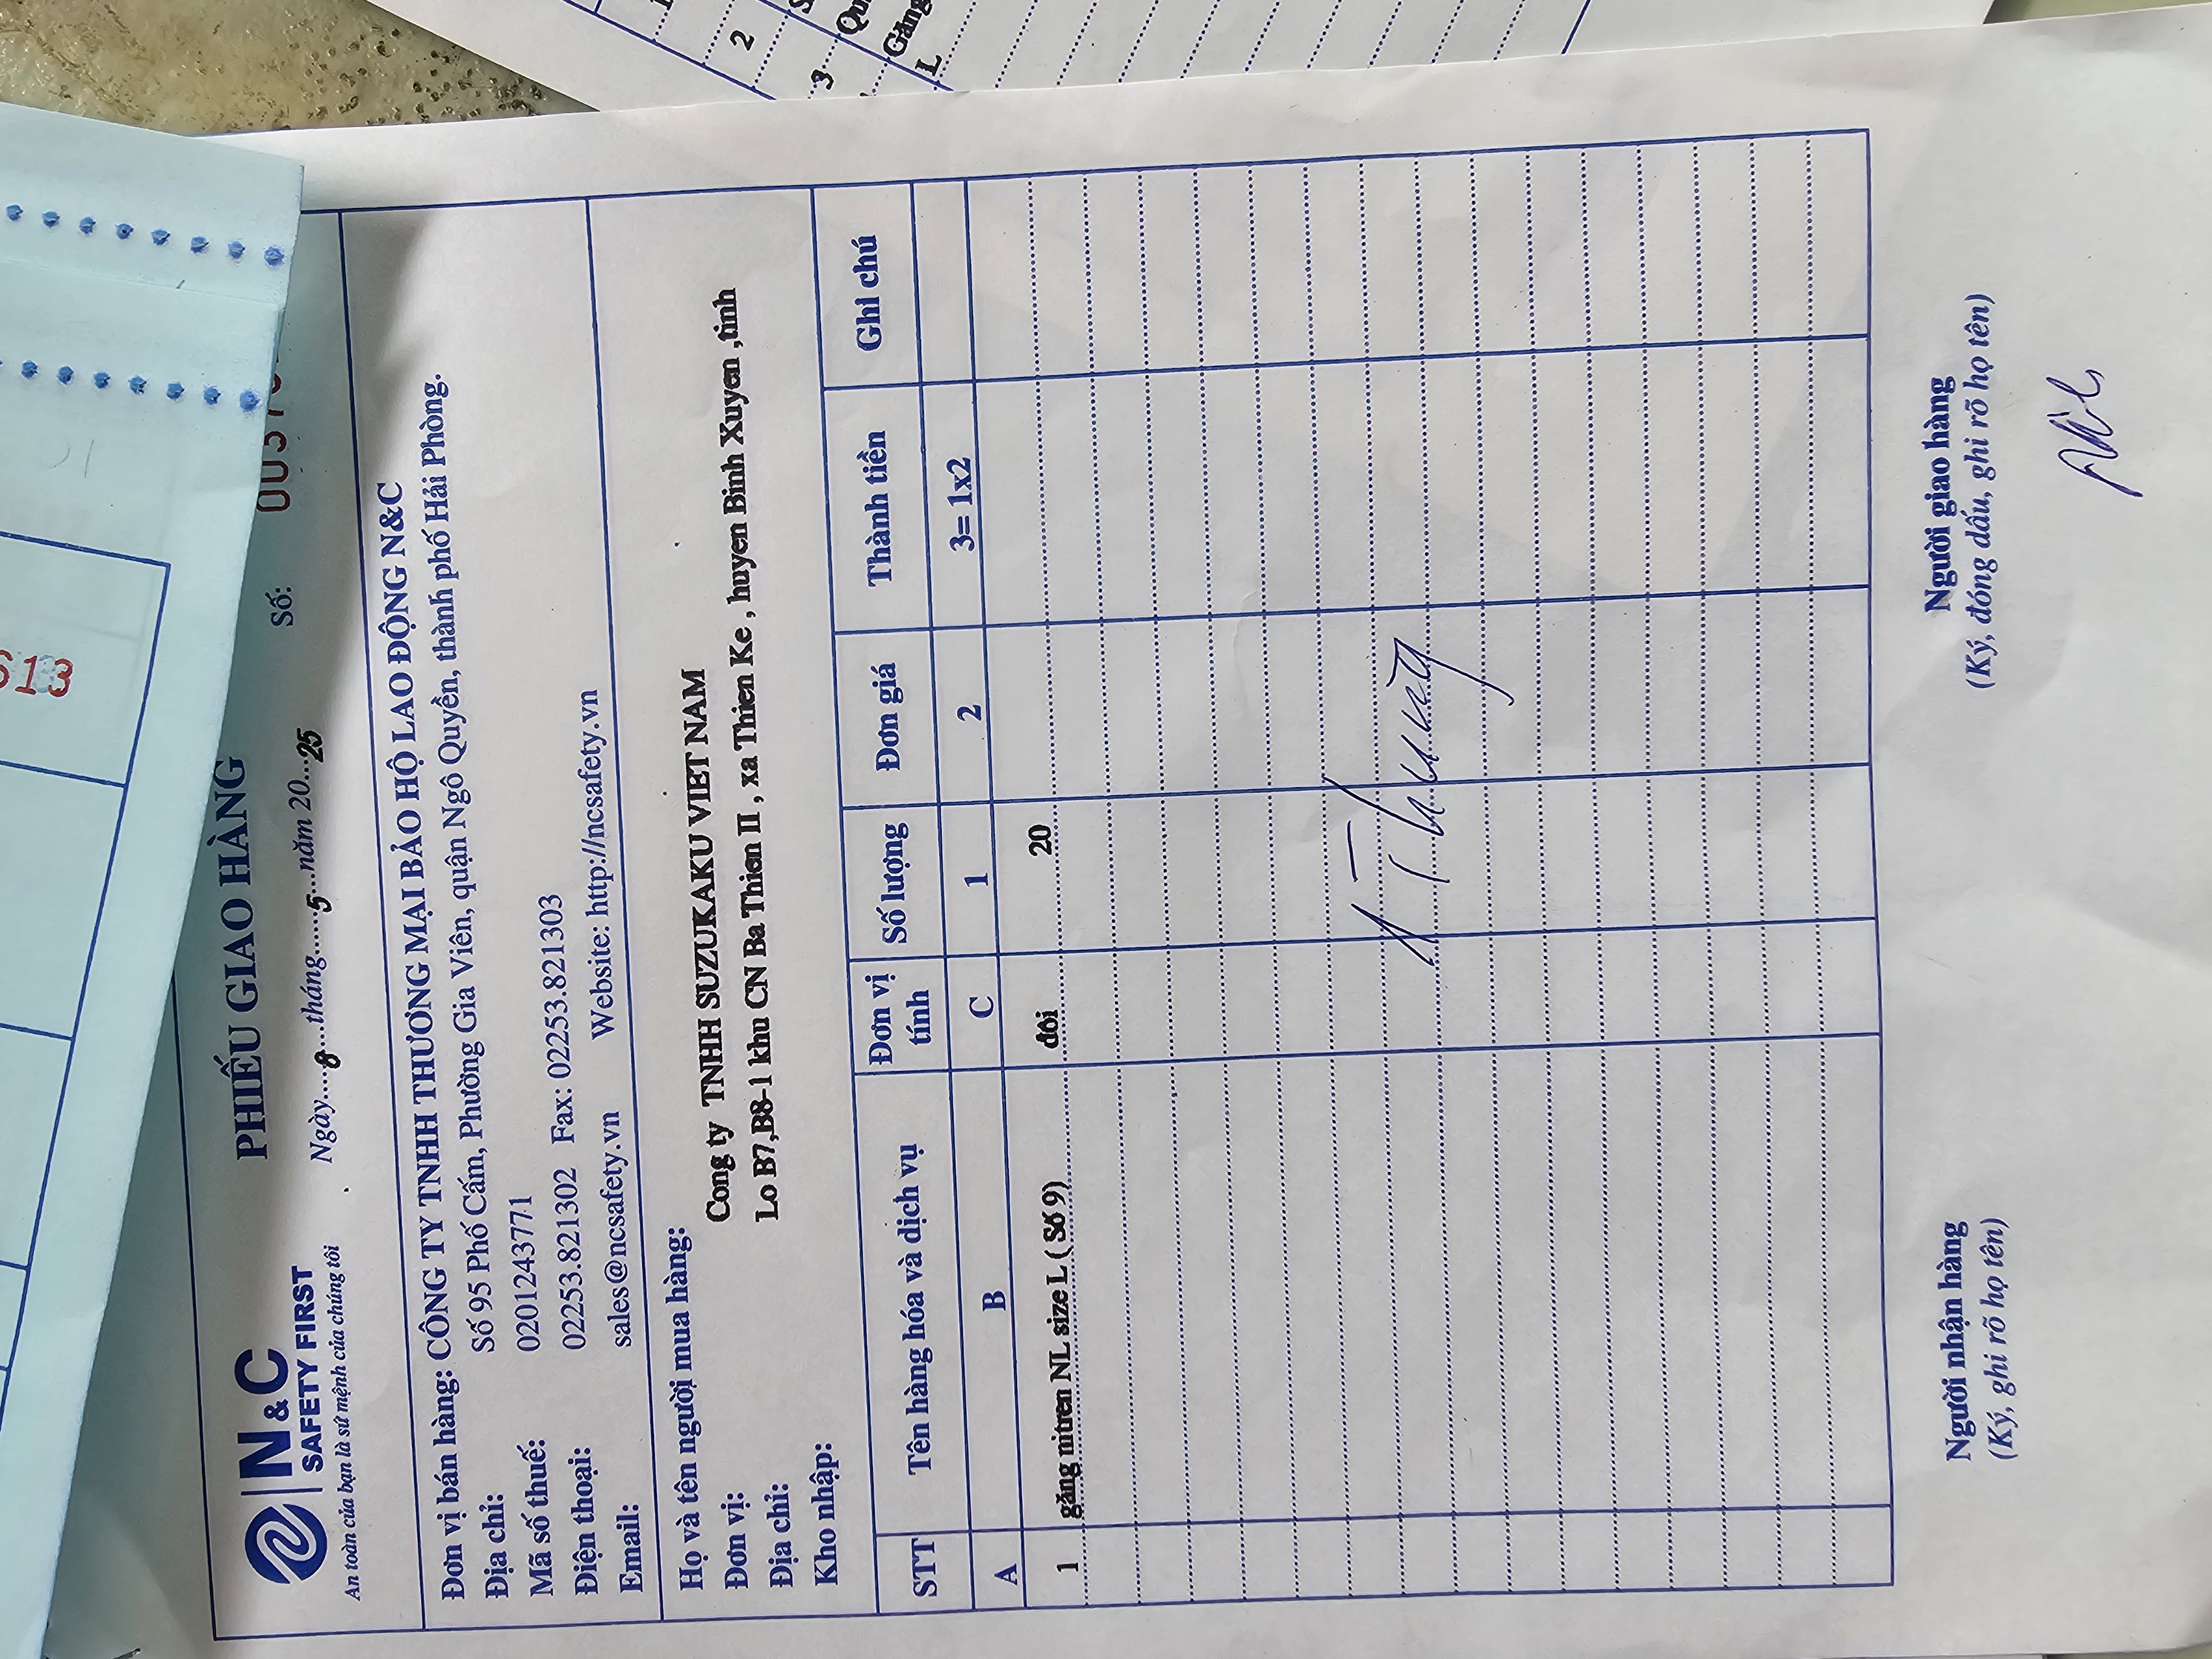 N&C
SAFETY FIRST
An toàn của bạn là sứ mệnh của chúng tôi
PHIẾU GIAO HÀNG
Ngày....8....tháng......5...năm 20...25
Số:
Đơn vị bán hàng: CÔNG TY TNHH THƯƠNG MẠI BẢO HỘ LAO ĐỘNG N&C
Địa chỉ: Số 95 Phố Cấm, Phường Gia Viên, quận Ngô Quyền, thành phố Hải Phòng.
Mã số thuế: 0201243771
Điện thoại: 02253.821302 Fax: 02253.821303
Email: sales@ncsafety.vn Website: http://ncsafety.vn
Họ và tên người mua hàng:
Đơn vị: Cong ty TNHH SUZUKAKU VIET NAM
Địa chỉ: Lo B7,B8-1 khu CN Ba Thien II , xa Thien Ke , huyen Binh Xuyen ,tinh
Kho nhập:
STT Tên hàng hóa và dịch vụ Đơn vị tính Số lượng Đơn giá Thành tiền Ghi chú
A B C 1 2 3= 1x2
1 găng nitren NL size L ( Số 9) đôi 20
Người nhận hàng Người giao hàng
(Ký, ghi rõ họ tên) (Ký, đóng dấu, ghi rõ họ tên)
613
2
3
L